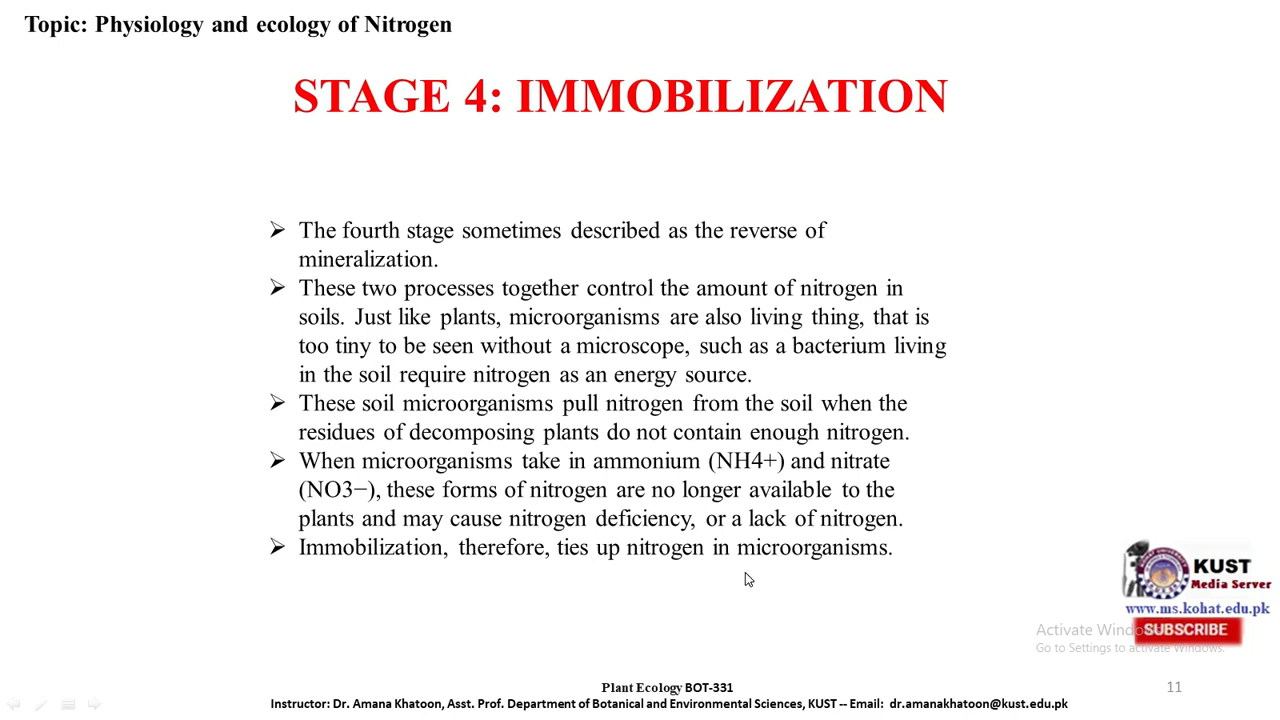 Topic: Physiology and ecology of Nitrogen
STAGE 4: IMMOBILIZATION
➢ The fourth stage sometimes described as the reverse of
mineralization.
➢ These two processes together control the amount of nitrogen in
soils. Just like plants, microorganisms are also living thing, that is
too tiny to be seen without a microscope, such as a bacterium living
in the soil require nitrogen as an energy source.
➢ These soil microorganisms pull nitrogen from the soil when the
residues of decomposing plants do not contain enough nitrogen.
➢ When microorganisms take in ammonium (NH4+) and nitrate
(NO3−), these forms of nitrogen are no longer available to the
plants and may cause nitrogen deficiency, or a lack of nitrogen.
➢ Immobilization, therefore, ties up nitrogen in microorganisms.
KUST
Media Server
www.ms.kohat.edu.pk
Activate Windows
SUBSCRIBE
Go to Settings to activate Windows.
Plant Ecology BOT-331
11
Instructor: Dr. Amana Khatoon, Asst. Prof. Department of Botanical and Environmental Sciences, KUST -- Email: dr.amanakhatoon@kust.edu.pk